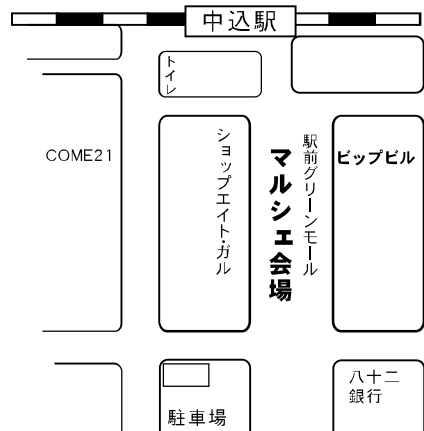 中込駅
トイレ
COME21
ショップエイト・ガル
マルシェ会場
駅前グリーンモール
ビップビル
駐車場
八十二
銀行